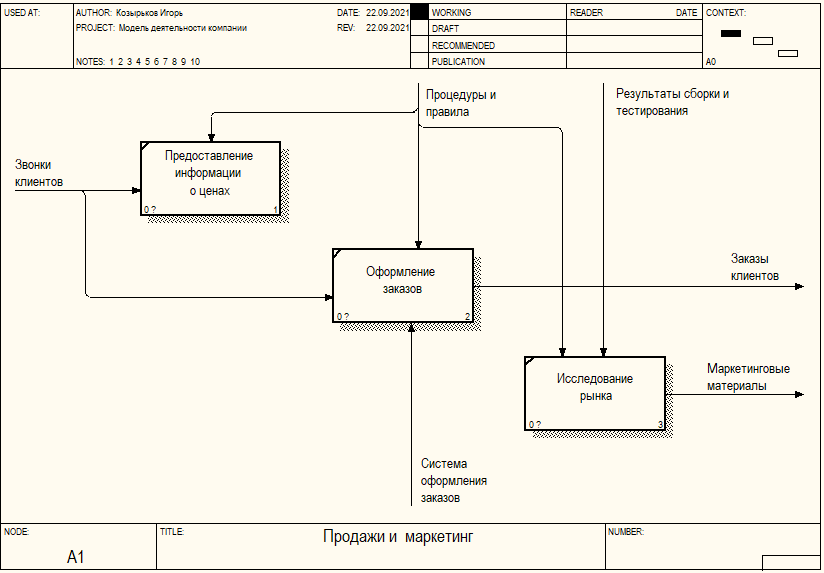 USED AT:
AUTHOR: Козырьков Игорь
DATE: 22.09.2021
WORKING
READER
DATE
CONTEXT:
PROJECT: Модель деятельности компании
REV: 22.09.2021
DRAFT
RECOMMENDED
NOTES: 1 2 3 4 5 6 7 8 9 10
PUBLICATION
A0
Процедуры и
правила
Результаты сборки и
тестирования
Звонки
клиентов
Предоставление
информации
о ценах
0 ?
1
Оформление
заказов
0 ?
2
Заказы
клиентов
Исследование
рынка
0 ?
3
Маркетинговые
материалы
Система
оформления
заказов
NODE:
A1
TITLE:
Продажи и маркетинг
NUMBER: